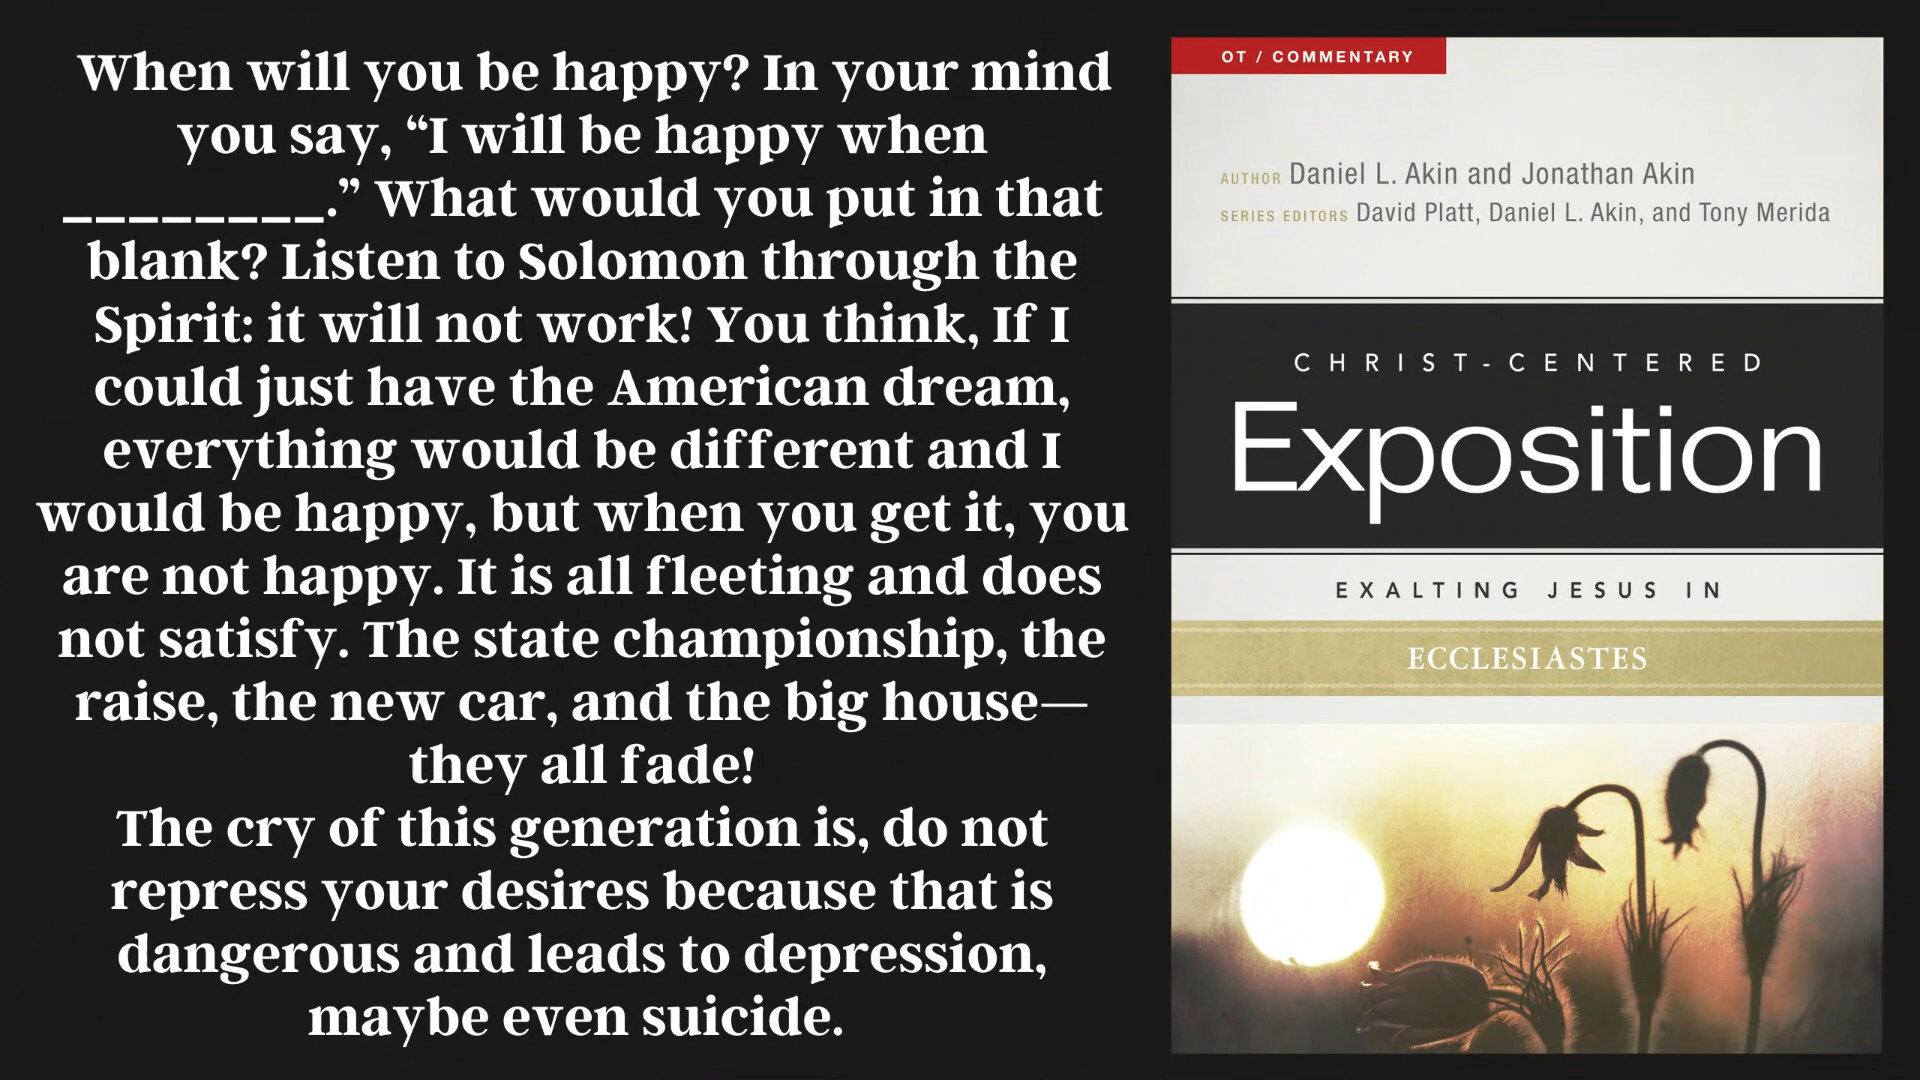 When will you be happy? In your mind
you say, “I will be happy when
________.” What would you put in that
blank? Listen to Solomon through the
Spirit: it will not work! You think, If I
could just have the American dream,
everything would be different and I
would be happy, but when you get it, you
are not happy. It is all fleeting and does
not satisfy. The state championship, the
raise, the new car, and the big house—
they all fade!
The cry of this generation is, do not
repress your desires because that is
dangerous and leads to depression,
maybe even suicide.
OT / COMMENTARY
AUTHOR Daniel L. Akin and Jonathan Akin
SERIES EDITORS David Platt, Daniel L. Akin, and Tony Merida
CHRIST-CENTERED
Exposition
EXALTING JESUS IN
ECCLESIASTES